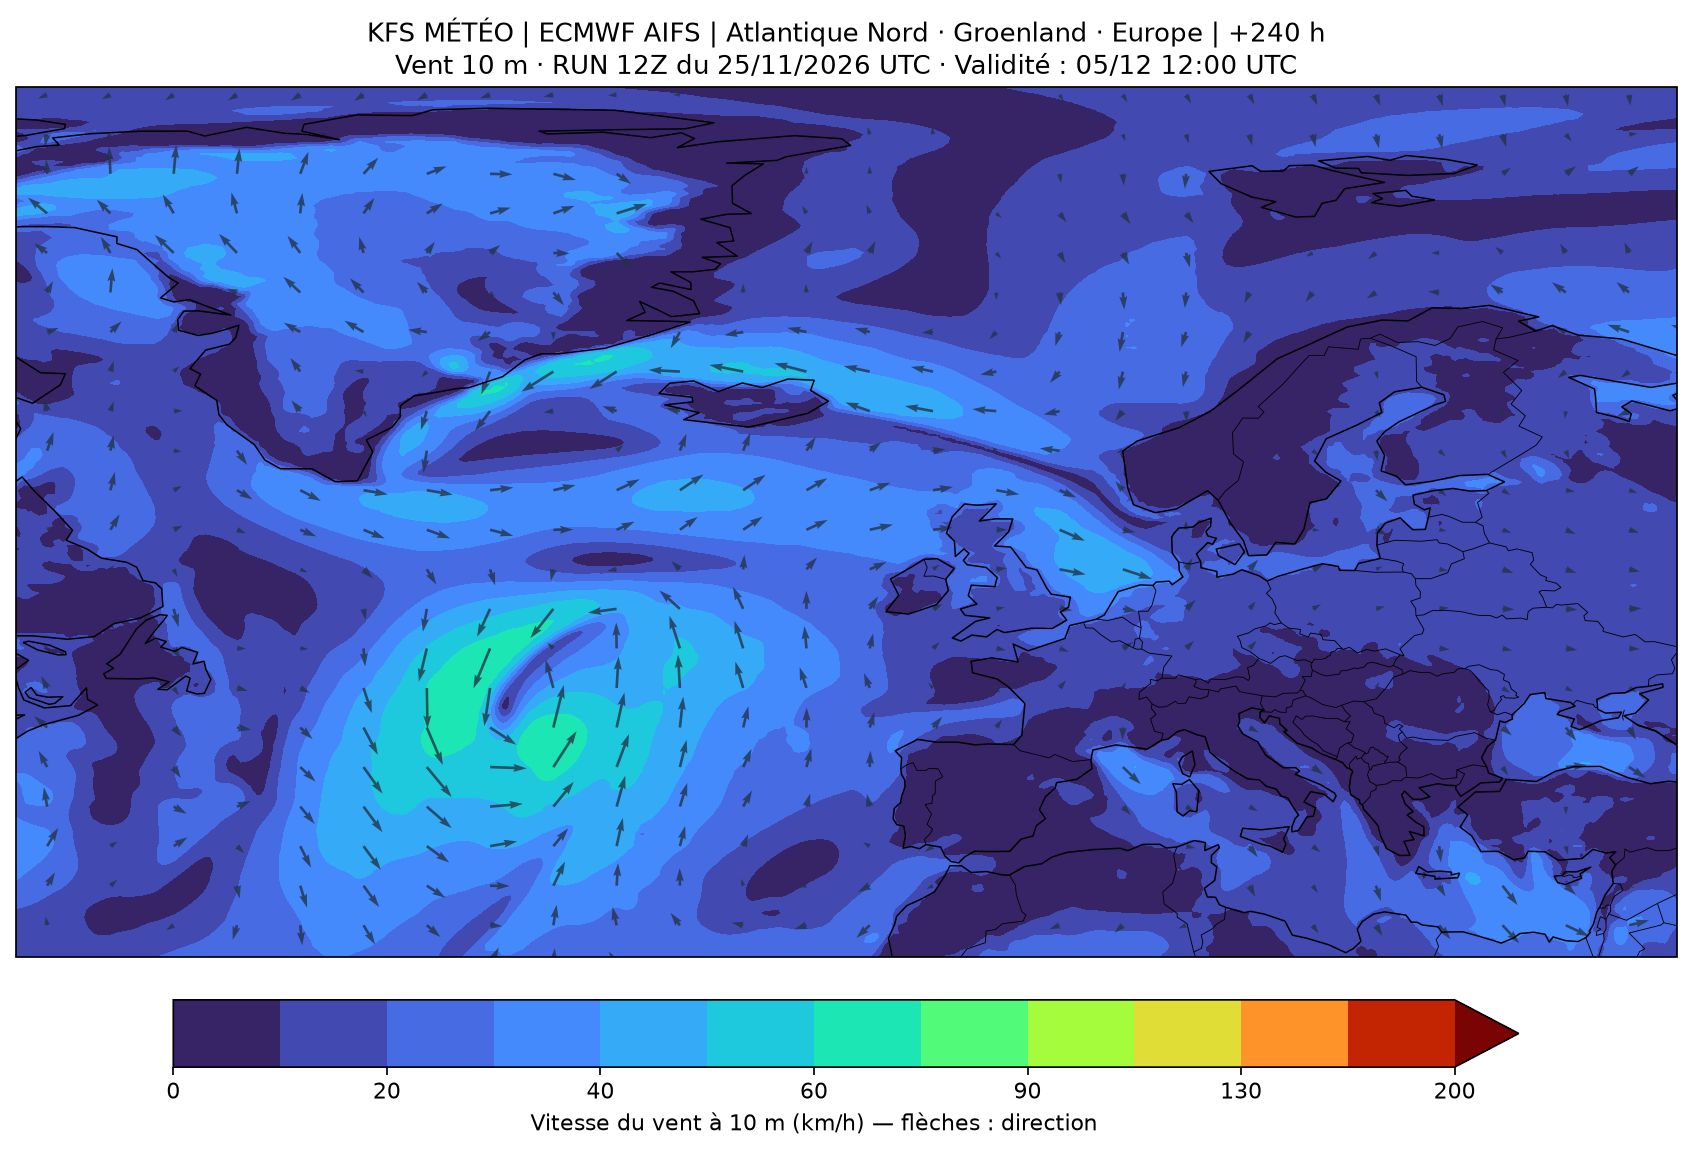 KFS MÉTÉO | ECMWF AIFS | Atlantique Nord · Groenland · Europe | +240 h
Vent 10 m · RUN 12Z du 25/11/2026 UTC · Validité : 05/12 12:00 UTC
0 20 40 60 90 130 200
Vitesse du vent à 10 m (km/h) — flèches : direction